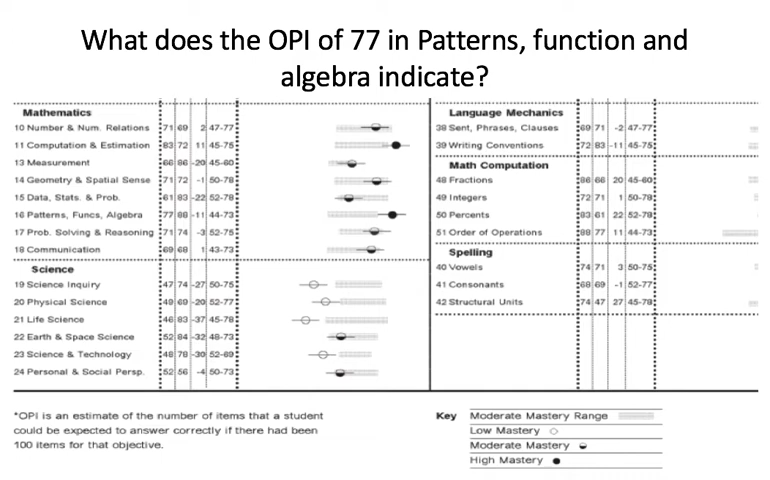 What does the OPI of 77 in Patterns, function and
algebra indicate?
Mathematics
10 Number & Num. Relations 71 69 2 47-77
11 Computation & Estimation 83 72 11 45-75
13 Measurement 66 86 -20 45-60
14 Geometry & Spatial Sense 71 72 -1 50-78
15 Data, Stats. & Prob. 61 83 -22 52-78
16 Patterns, Funcs, Algebra 77 88 -11 44-73
17 Prob. Solving & Reasoning 71 74 -3 52-75
18 Communication 69 68 1 43-73
Science
19 Science Inquiry 47 74 -27 50-75
20 Physical Science 49 69 -20 52-77
21 Life Science 46 83 -37 45-78
22 Earth & Space Science 52 84 -32 48-73
23 Science & Technology 48 78 -30 52-69
24 Personal & Social Persp. 52 56 -4 50-73
Language Mechanics
38 Sent, Phrases, Clauses 69 71 -2 47-77
39 Writing Conventions 72 83 -11 45-75
Math Computation
48 Fractions 86 66 20 45-60
49 Integers 72 71 1 50-78
50 Percents 83 61 22 52-78
51 Order of Operations 88 77 11 44-73
Spelling
40 Vowels 74 71 3 50-75
41 Consonants 68 69 -1 52-77
42 Structural Units 74 47 27 45-78
*OPI is an estimate of the number of items that a student
could be expected to answer correctly if there had been
100 items for that objective.
Key Moderate Mastery Range
Low Mastery
Moderate Mastery
High Mastery